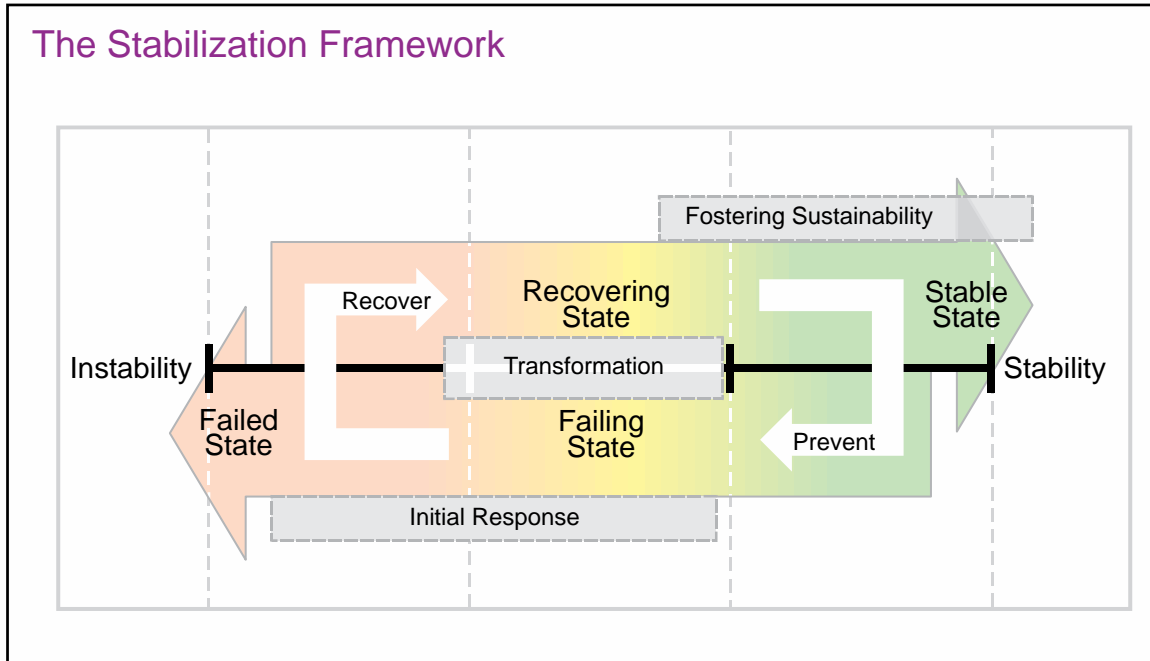 The Stabilization Framework
Fostering Sustainability
Recover
Recovering
State
Stable
State
Instability
Transformation
Stability
Failed
State
Failing
State
Prevent
Initial Response